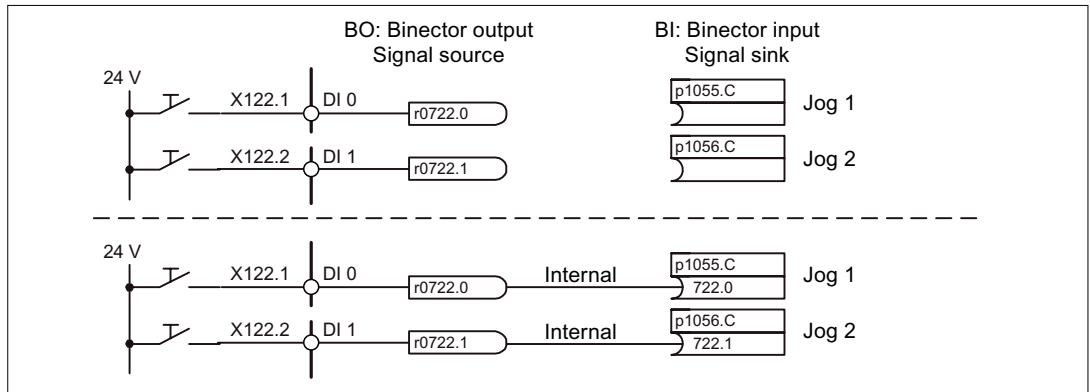 BO: Binector output BI: Binector input
Signal source Signal sink
24 V
X122.1 DI 0 r0722.0 p1055.C Jog 1
X122.2 DI 1 r0722.1 p1056.C Jog 2
24 V
X122.1 DI 0 r0722.0 Internal p1055.C 722.0 Jog 1
X122.2 DI 1 r0722.1 Internal p1056.C 722.1 Jog 2